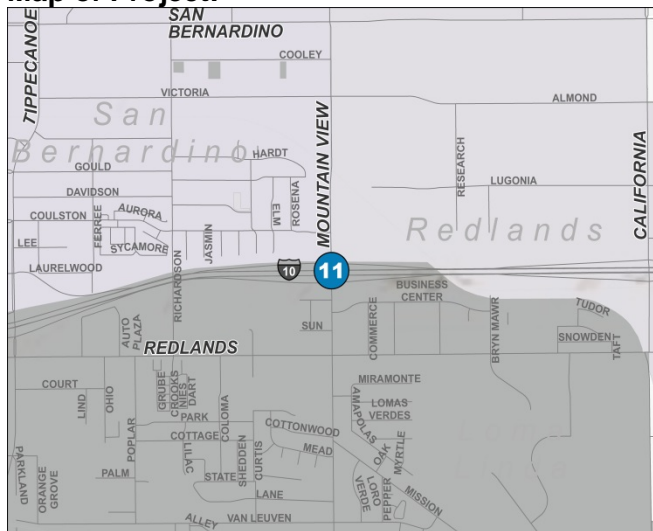 Map of Project:
SAN
BERNARDINO
TIPPECANOE
COOLEY
VICTORIA
ALMOND
San
Bernardino
MOUNTAIN VIEW
CALIFORNIA
HARDT
GOULD
RESEARCH
LUGONIA
DAVIDSON
COULSTON
FERREE
AURORA
ELM
ROSENA
Redlands
LEE
SYCAMORE
JASMIN
LAURELWOOD
RICHARDSON
10
11
BUSINESS
CENTER
TUDOR
AUTO
PLAZA
SUN
COMMERCE
BRYN MAWR
SNOWDEN
TAFT
REDLANDS
COURT
LIND
OHIO
GRUBE
CROOKS
NIES
DART
MIRAMONTE
AMAPOLAS
LOMAS
VERDES
PARK
COLOMA
POPLAR
COTTAGE
COTTONWOOD
LILAC
SHEDDEN
CURTIS
MEAD
OAK
MYRTLE
PARKLAND
ORANGE
GROVE
PALM
STATE
LANE
VERDE
LORO
PEPPER
MISSION
ALLEY
VAN LEUVEN